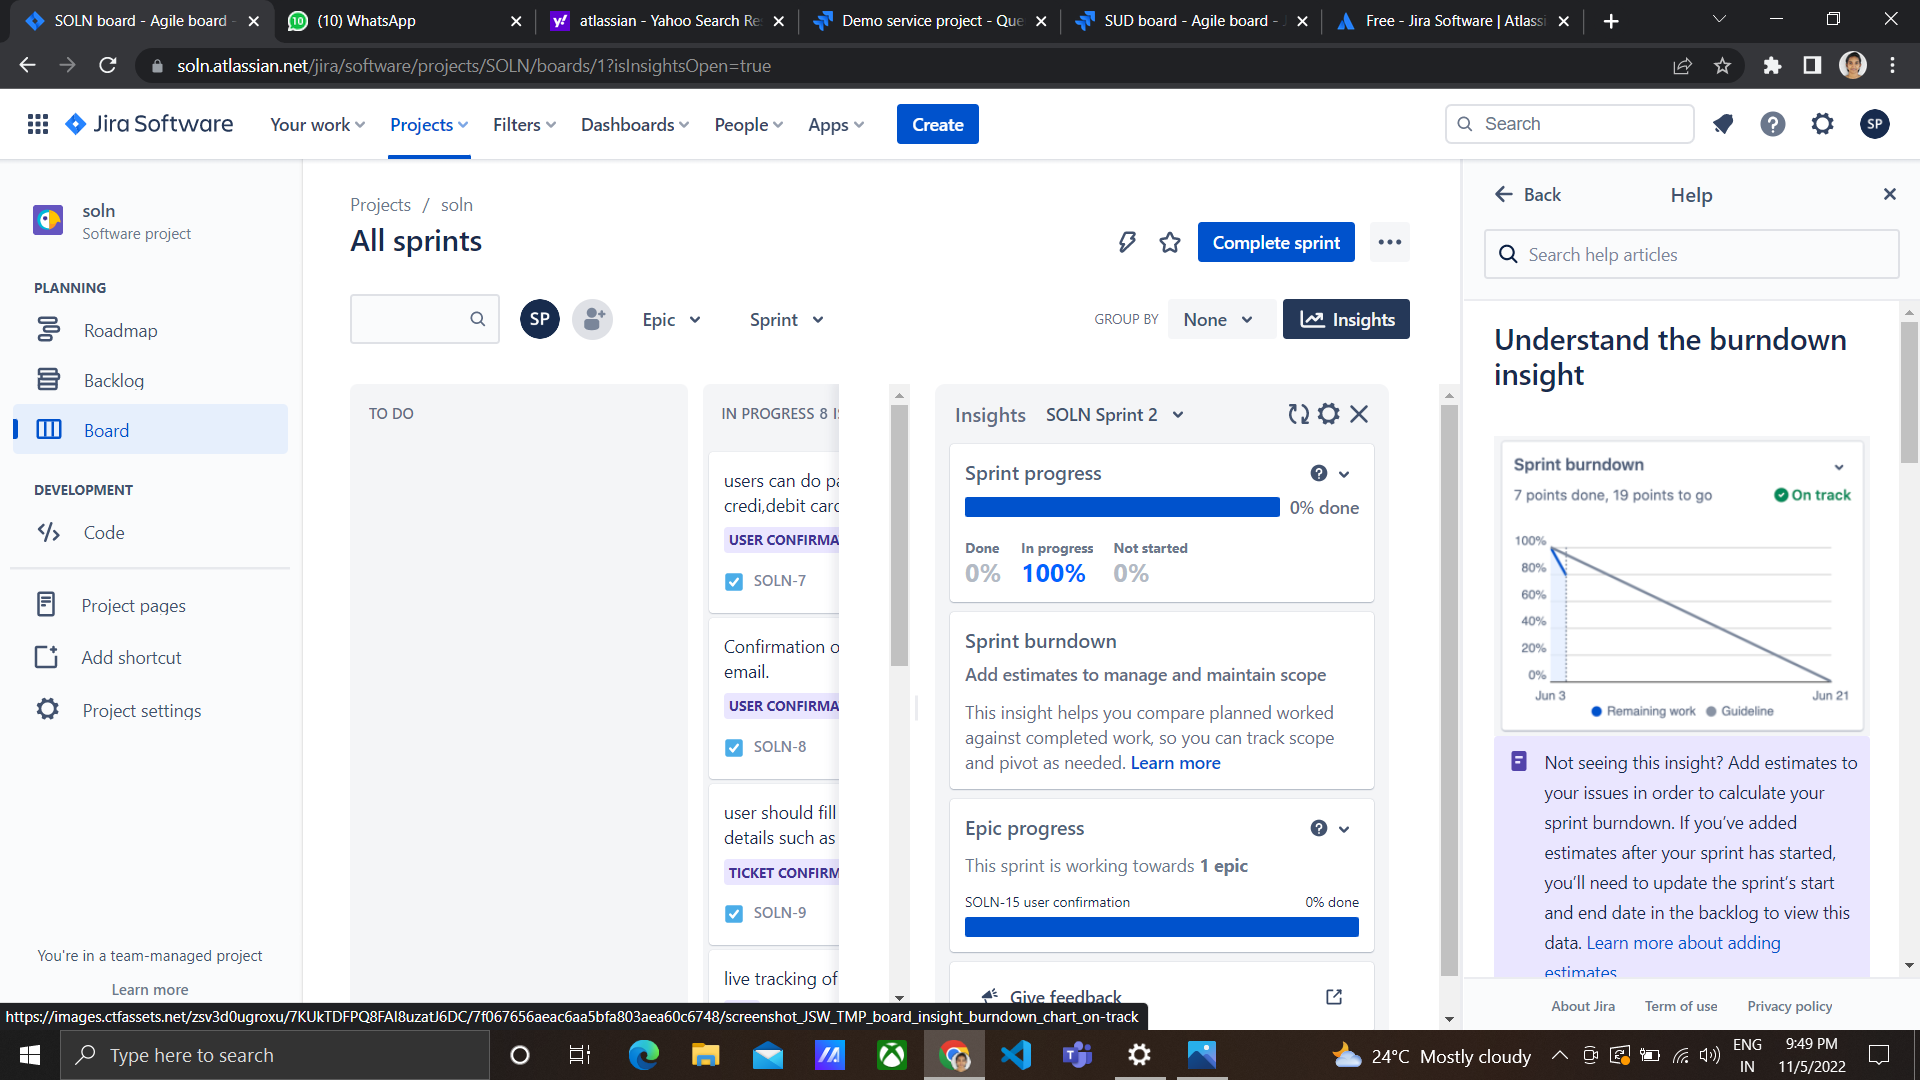 SOLN board - Agile board -
(10) WhatsApp
atlassian - Yahoo Search Re
Demo service project - Que
SUD board - Agile board -
Free - Jira Software | Atlassi
soln.atlassian.net/jira/software/projects/SOLN/boards/1?isInsightsOpen=true
Jira Software
Your work
Projects
Filters
Dashboards
People
Apps
Create
Search
SP
soln
Software project
PLANNING
Roadmap
Backlog
Board
DEVELOPMENT
Code
Project pages
Add shortcut
Project settings
You're in a team-managed project
Learn more
Projects / soln
All sprints
Complete sprint
SP
Epic
Sprint
GROUP BY
None
Insights
TO DO
IN PROGRESS 8
users can do pa
credi,debit card
USER CONFIRMA
SOLN-7
Confirmation o
email.
USER CONFIRMA
SOLN-8
user should fill
details such as
TICKET CONFIRM
SOLN-9
live tracking of
Insights
SOLN Sprint 2
Sprint progress
0% done
Done
In progress
Not started
0%
100%
0%
Sprint burndown
Add estimates to manage and maintain scope
This insight helps you compare planned worked
against completed work, so you can track scope
and pivot as needed. Learn more
Epic progress
This sprint is working towards 1 epic
SOLN-15 user confirmation
0% done
Give feedback
Back
Help
Search help articles
Understand the burndown
insight
Sprint burndown
7 points done, 19 points to go
On track
100%
80%
60%
40%
20%
0%
Jun 3
Jun 21
Remaining work
Guideline
Not seeing this insight? Add estimates to
your issues in order to calculate your
sprint burndown. If you've added
estimates after your sprint has started,
you'll need to update the sprint's start
and end date in the backlog to view this
data. Learn more about adding
estimates
About Jira
Term of use
Privacy policy
https://images.ctfassets.net/zsv3d0ugroxu/7KUkTDFPQ8FAI8uzatJ6DC/7f067656aeac6aa5bfa803aea60c6748/screenshot_JSW_TMP_board_insight_burndown_chart_on-track
Type here to search
24°C Mostly cloudy
ENG
IN
9:49 PM
11/5/2022